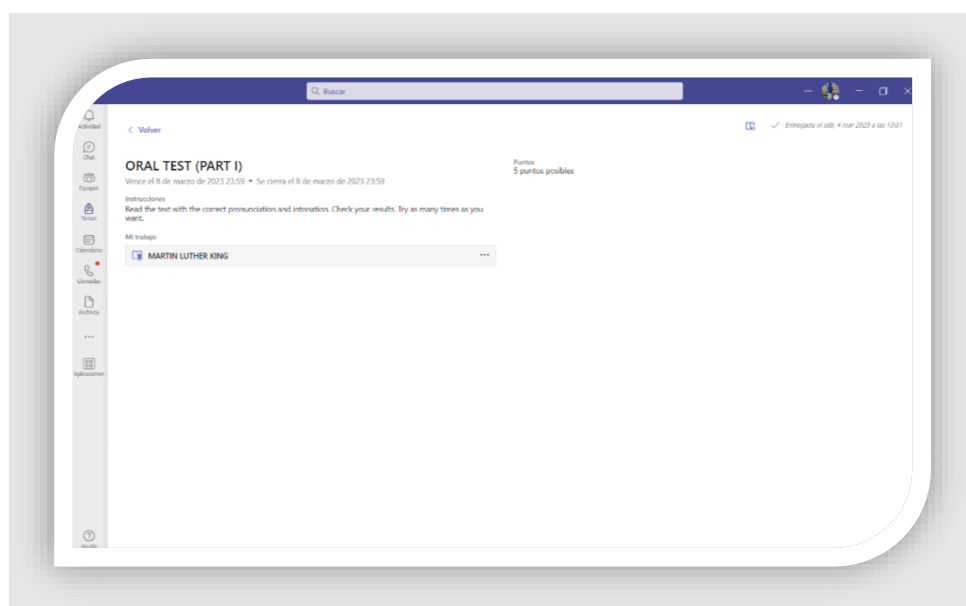 Buscar
Actividad
Chat
Equipos
Tareas
Calendario
Llamadas
Archivos
Aplicaciones
Ayuda
Volver
Entregada el sáb, 4 mar 2023 a las 13:01
ORAL TEST (PART I)
Vence el 8 de marzo de 2023 23:59 • Se cierra el 8 de marzo de 2023 23:59
Puntos
5 puntos posibles
Instrucciones
Read the text with the correct pronunciation and intonation. Check your results. Try as many times as you
want.
Mi trabajo
MARTIN LUTHER KING